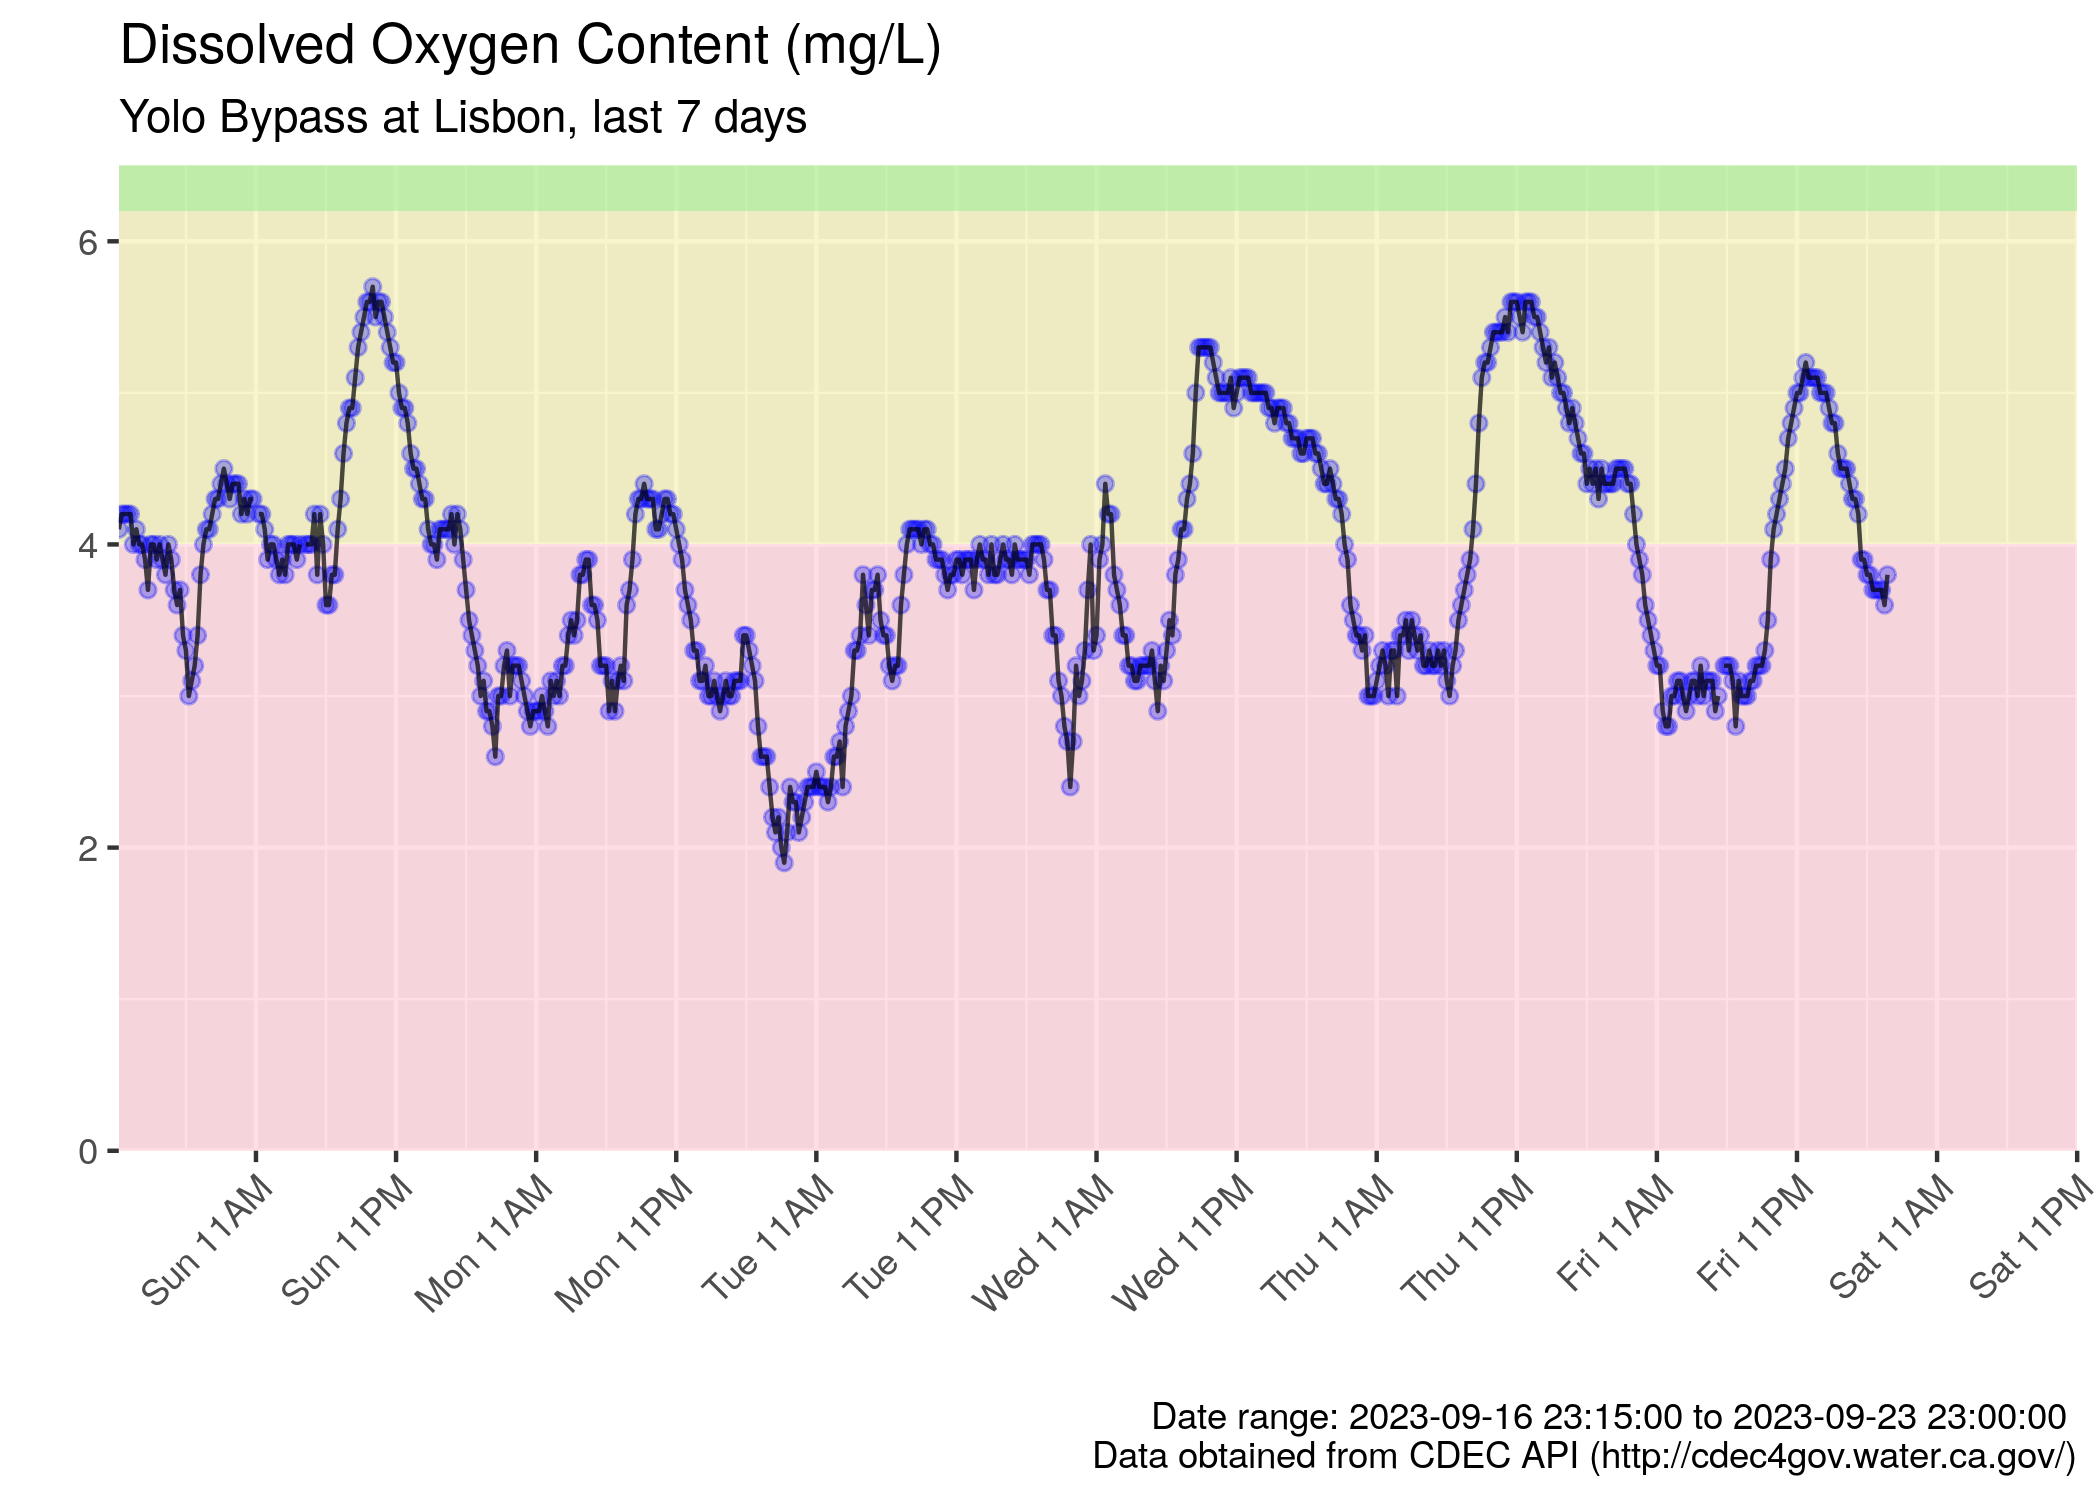 Dissolved Oxygen Content (mg/L)
Yolo Bypass at Lisbon, last 7 days
6
4
2
0
Sun 11AM
Sun 11PM
Mon 11AM
Mon 11PM
Tue 11AM
Tue 11PM
Wed 11AM
Wed 11PM
Thu 11AM
Thu 11PM
Fri 11AM
Fri 11PM
Sat 11AM
Sat 11PM
Date range: 2023-09-16 23:15:00 to 2023-09-23 23:00:00
Data obtained from CDEC API (http://cdec4gov.water.ca.gov/)